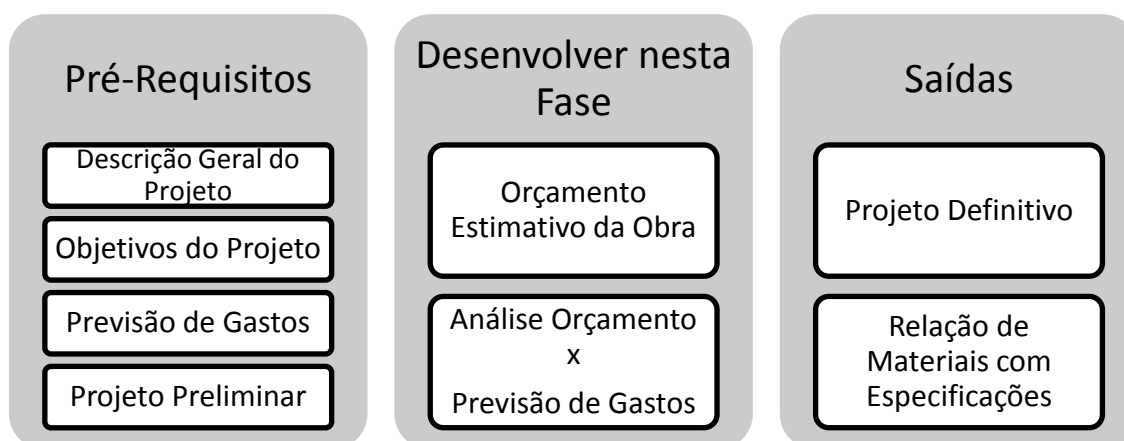 Pré-Requisitos
Descrição Geral do
Projeto
Objetivos do Projeto
Previsão de Gastos
Projeto Preliminar
Desenvolver nesta
Fase
Orçamento
Estimativo da Obra
Análise Orçamento
x
Previsão de Gastos
Saídas
Projeto Definitivo
Relação de
Materiais com
Especificações